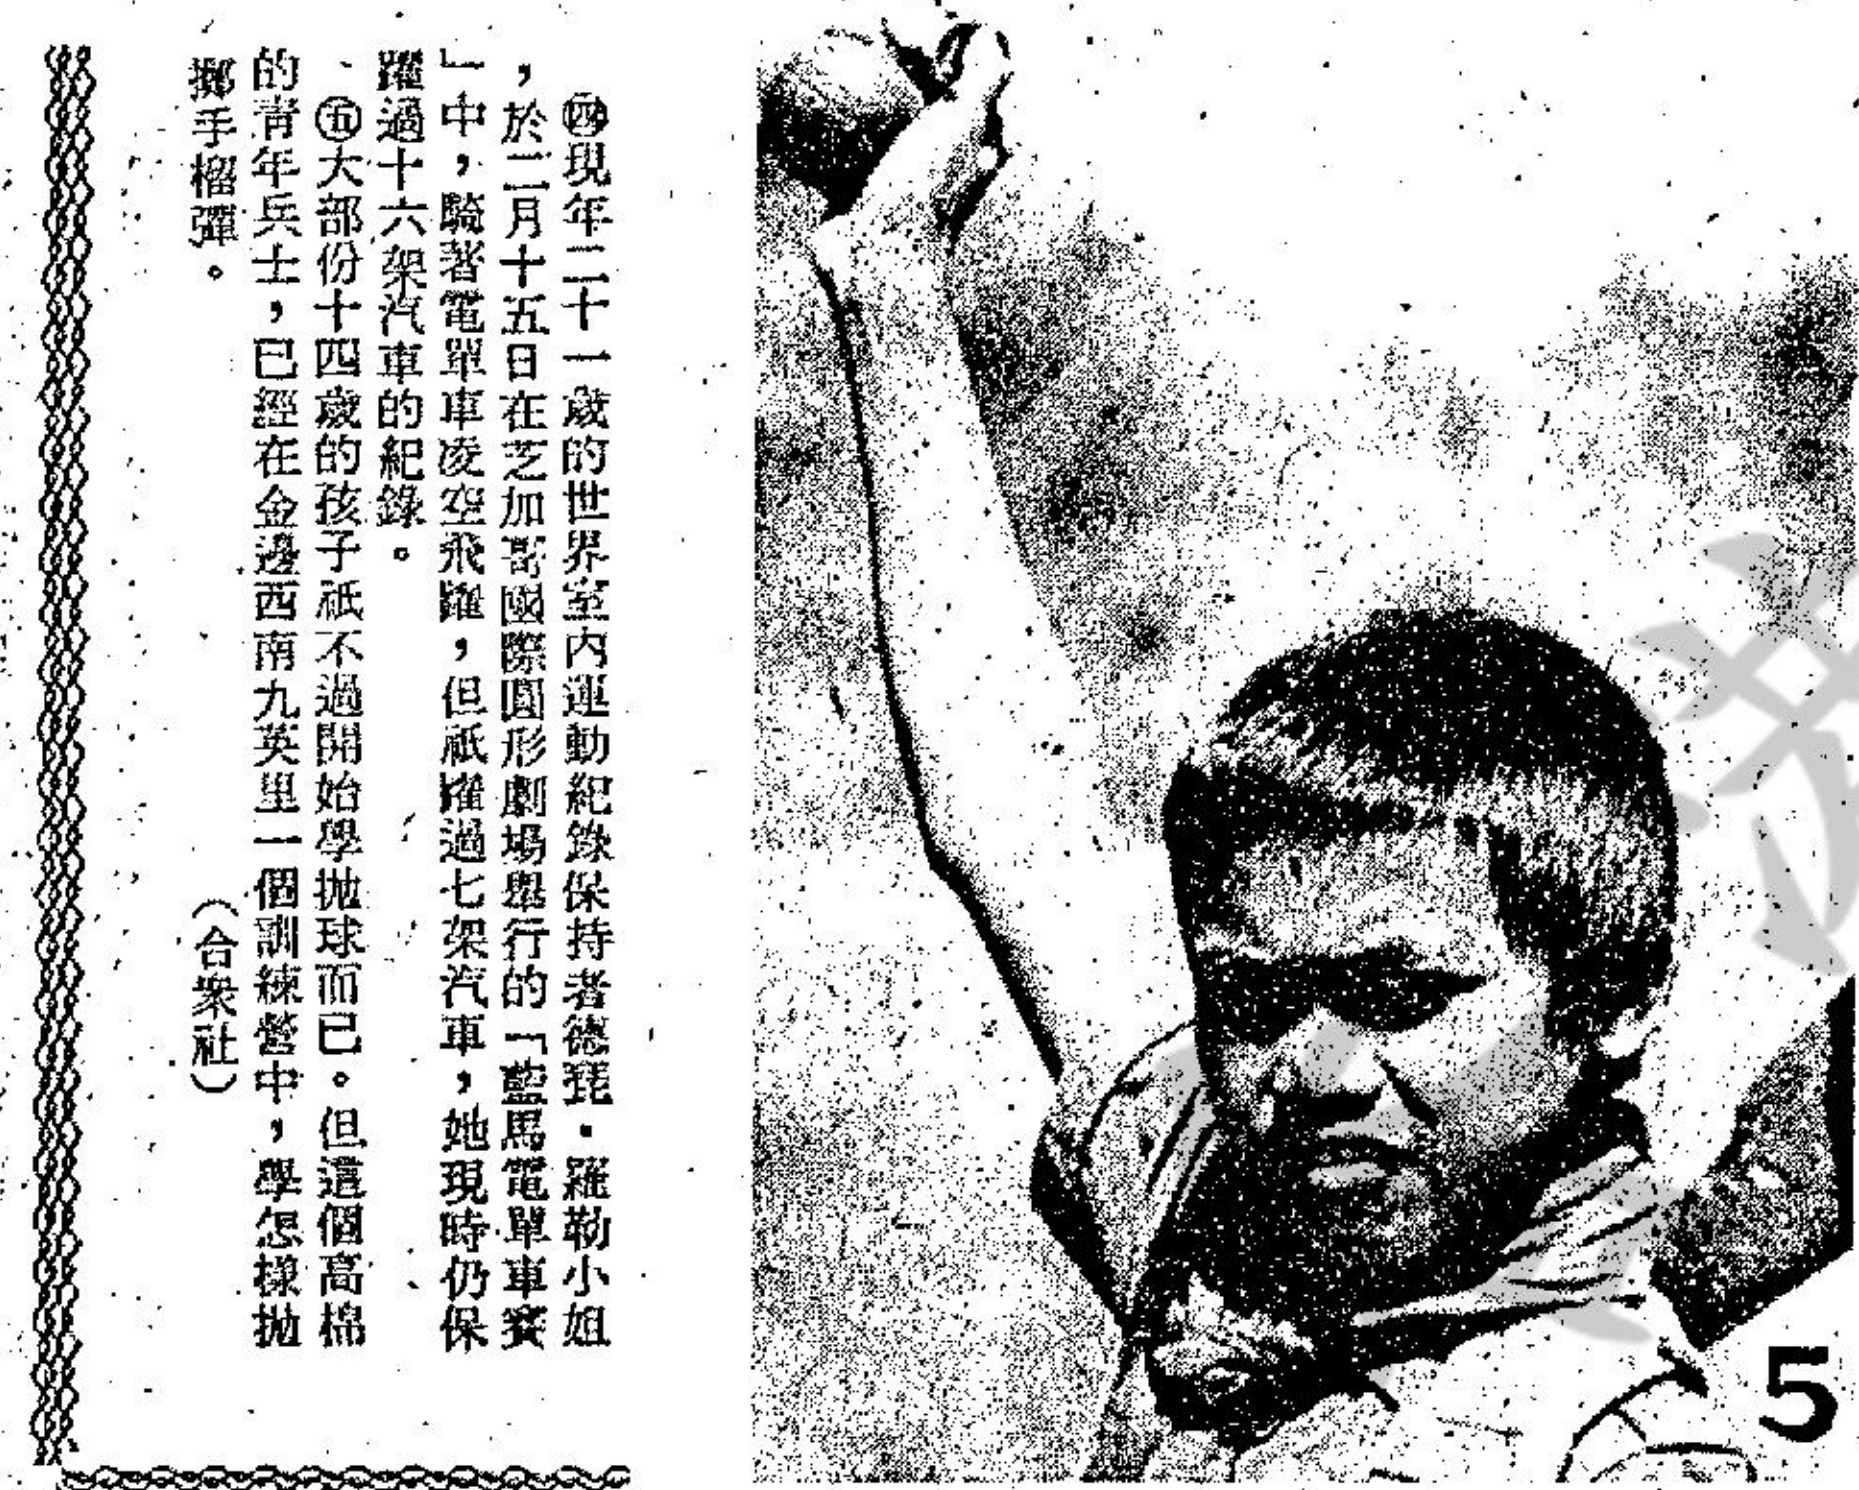 ㊃現年二十一歲的世界室內運動紀錄保持者德琵·羅勒小姐
，於二月十五日在芝加哥國際圓形劇場舉行的「藍馬電單車賽
」中，騎著電單車凌空飛躍，但祇躍過七架汽車，她現時仍保
躍過十六架汽車的紀錄。
㊄大部份十四歲的孩子祇不過開始學拋球而已。但這個高棉
的青年兵士，已經在金邊西南九英里一個訓練營中，學怎樣拋
擲手榴彈。
（合衆社）
5